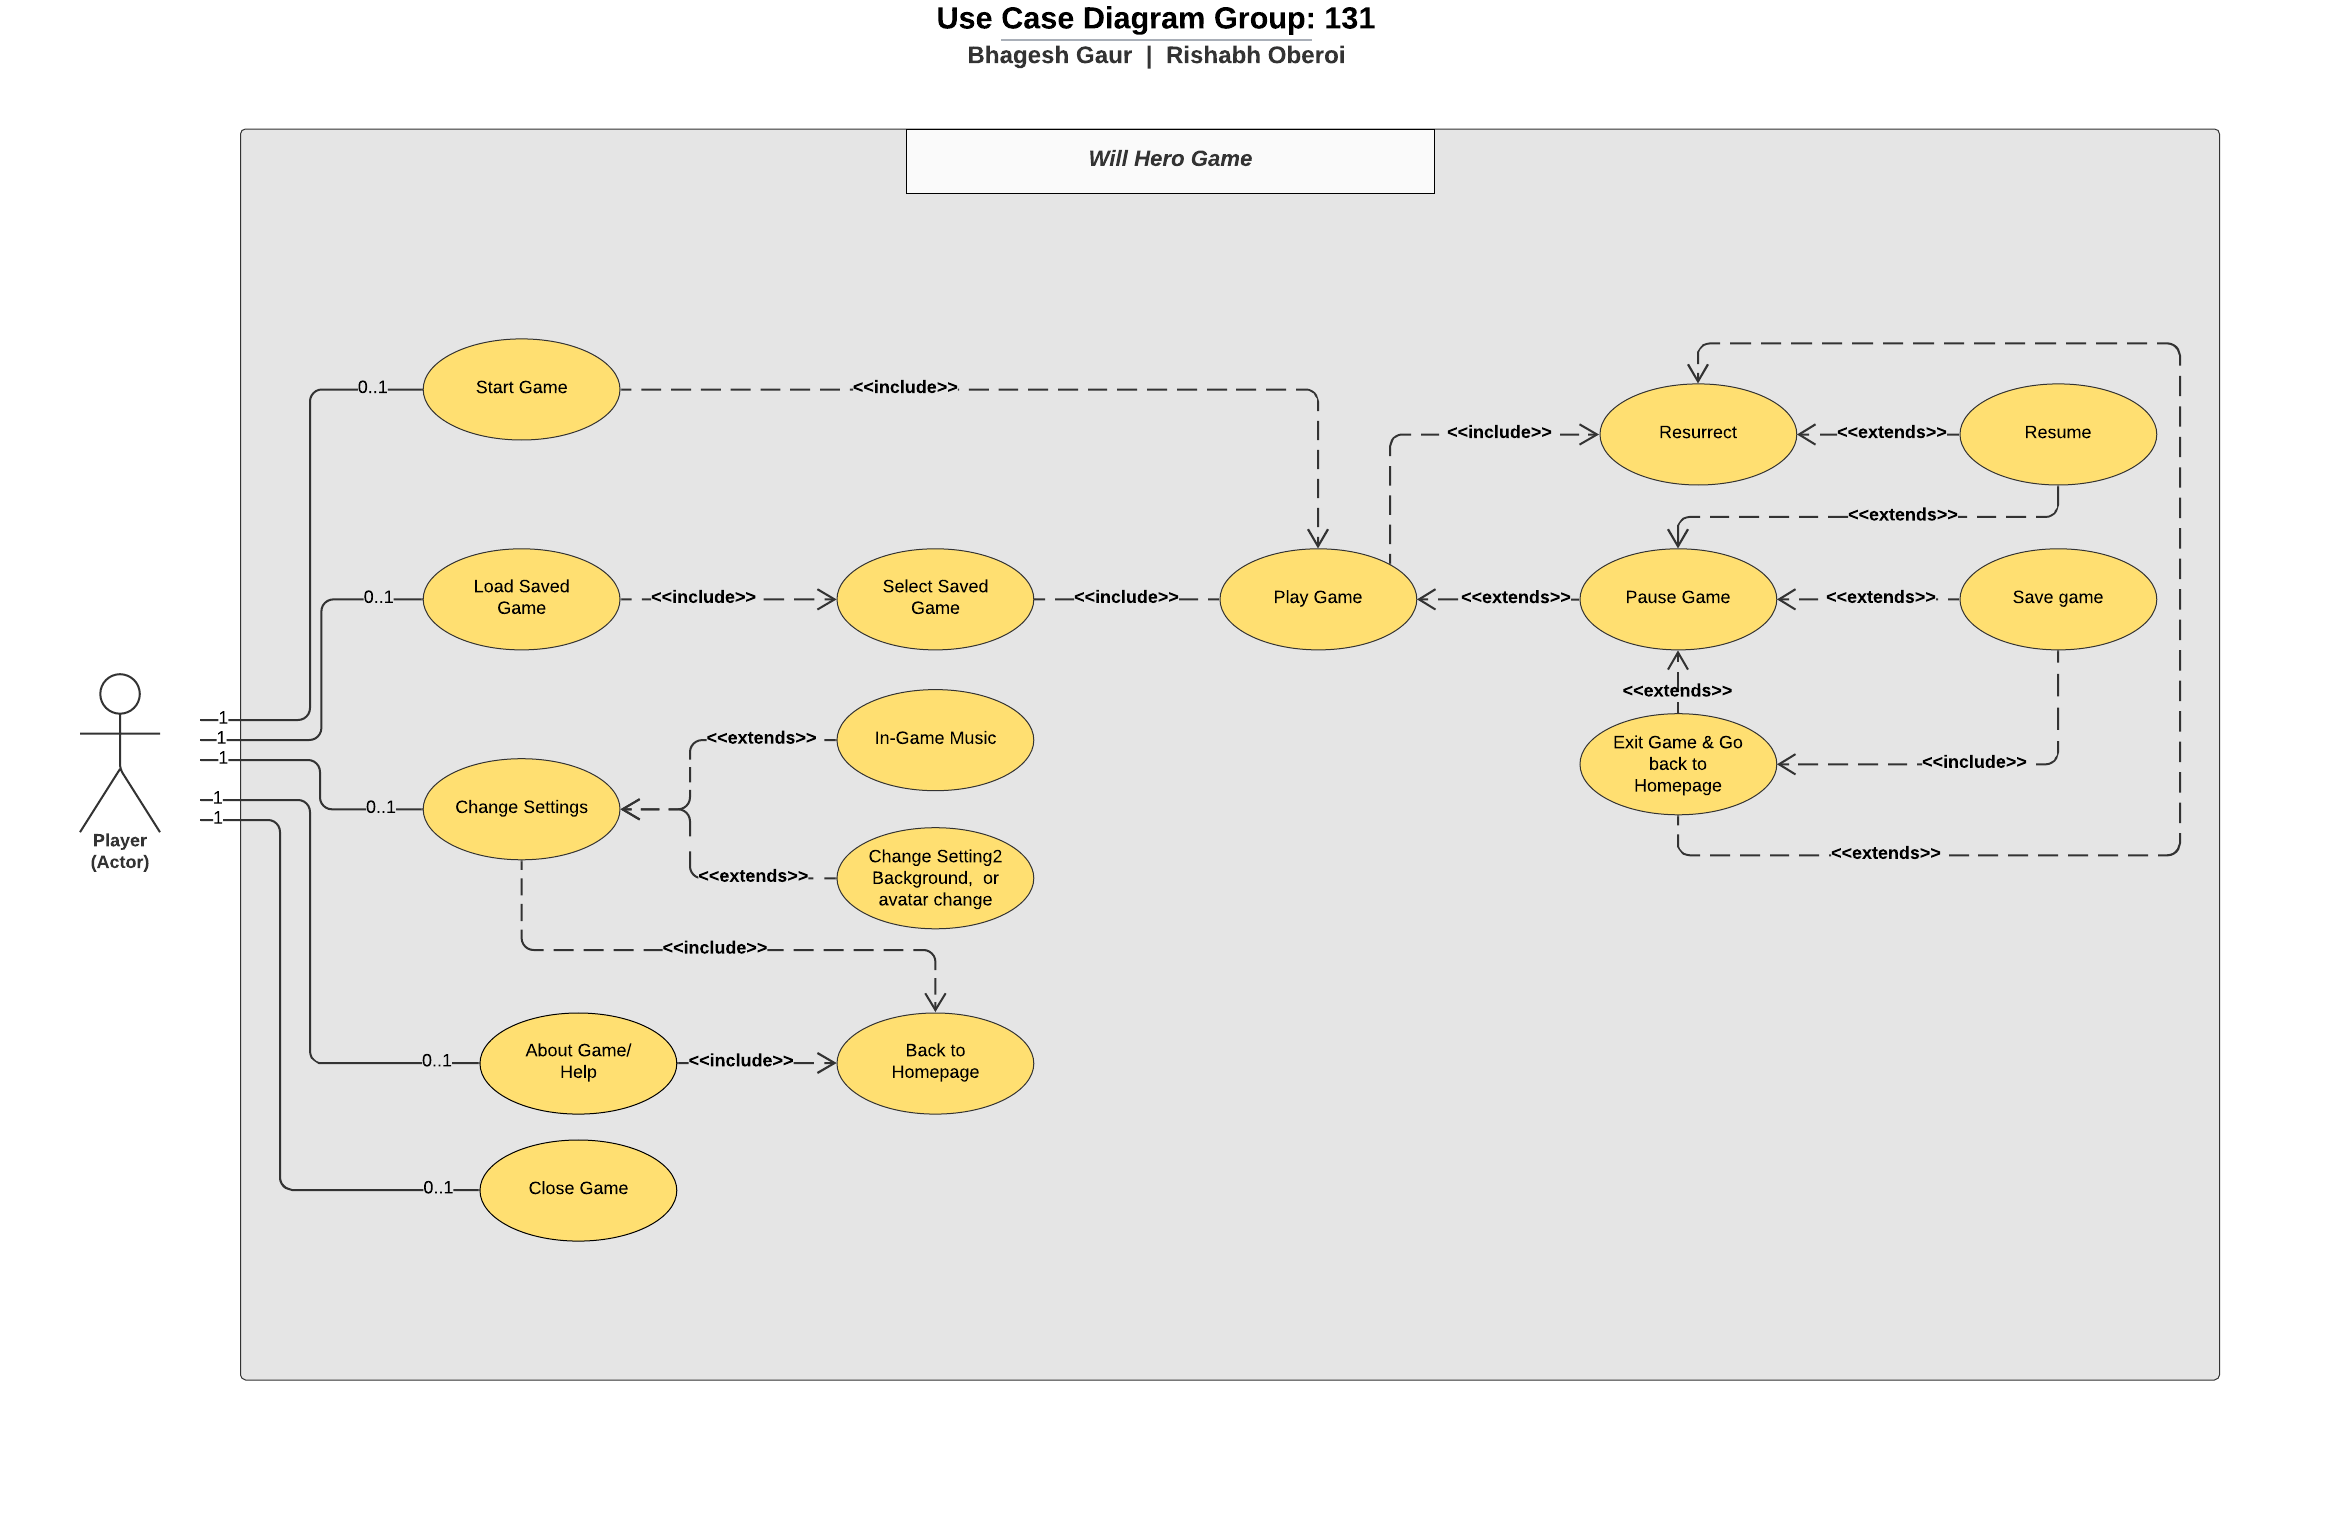 Use Case Diagram Group: 131
Bhagesh Gaur | Rishabh Oberoi
Will Hero Game
0..1
Start Game
<<include>>
<<include>>
Resurrect
<<extends>>
Resume
<<extends>>
0..1
Load Saved
Game
<<include>>
Select Saved
Game
<<include>>
Play Game
<<extends>>
Pause Game
<<extends>>
Save game
<<extends>>
1
1
1
1
1
Player
(Actor)
0..1
Change Settings
<<extends>>
In-Game Music
<<extends>>
Change Setting2
Background, or
avatar change
Exit Game & Go
back to
Homepage
<<include>>
<<extends>>
<<include>>
0..1
About Game/
Help
<<include>>
Back to
Homepage
0..1
Close Game